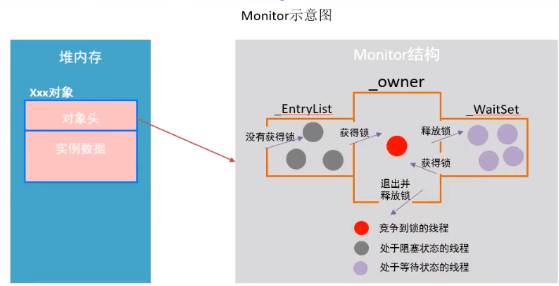 Monitor示意图
堆内存
Xxx对象
对象头
实例数据
Monitor结构
_owner
_EntryList
_WaitSet
没有获得锁
获得锁
释放锁
获得锁
退出并
释放锁
竞争到锁的线程
处于阻塞状态的线程
处于等待状态的线程